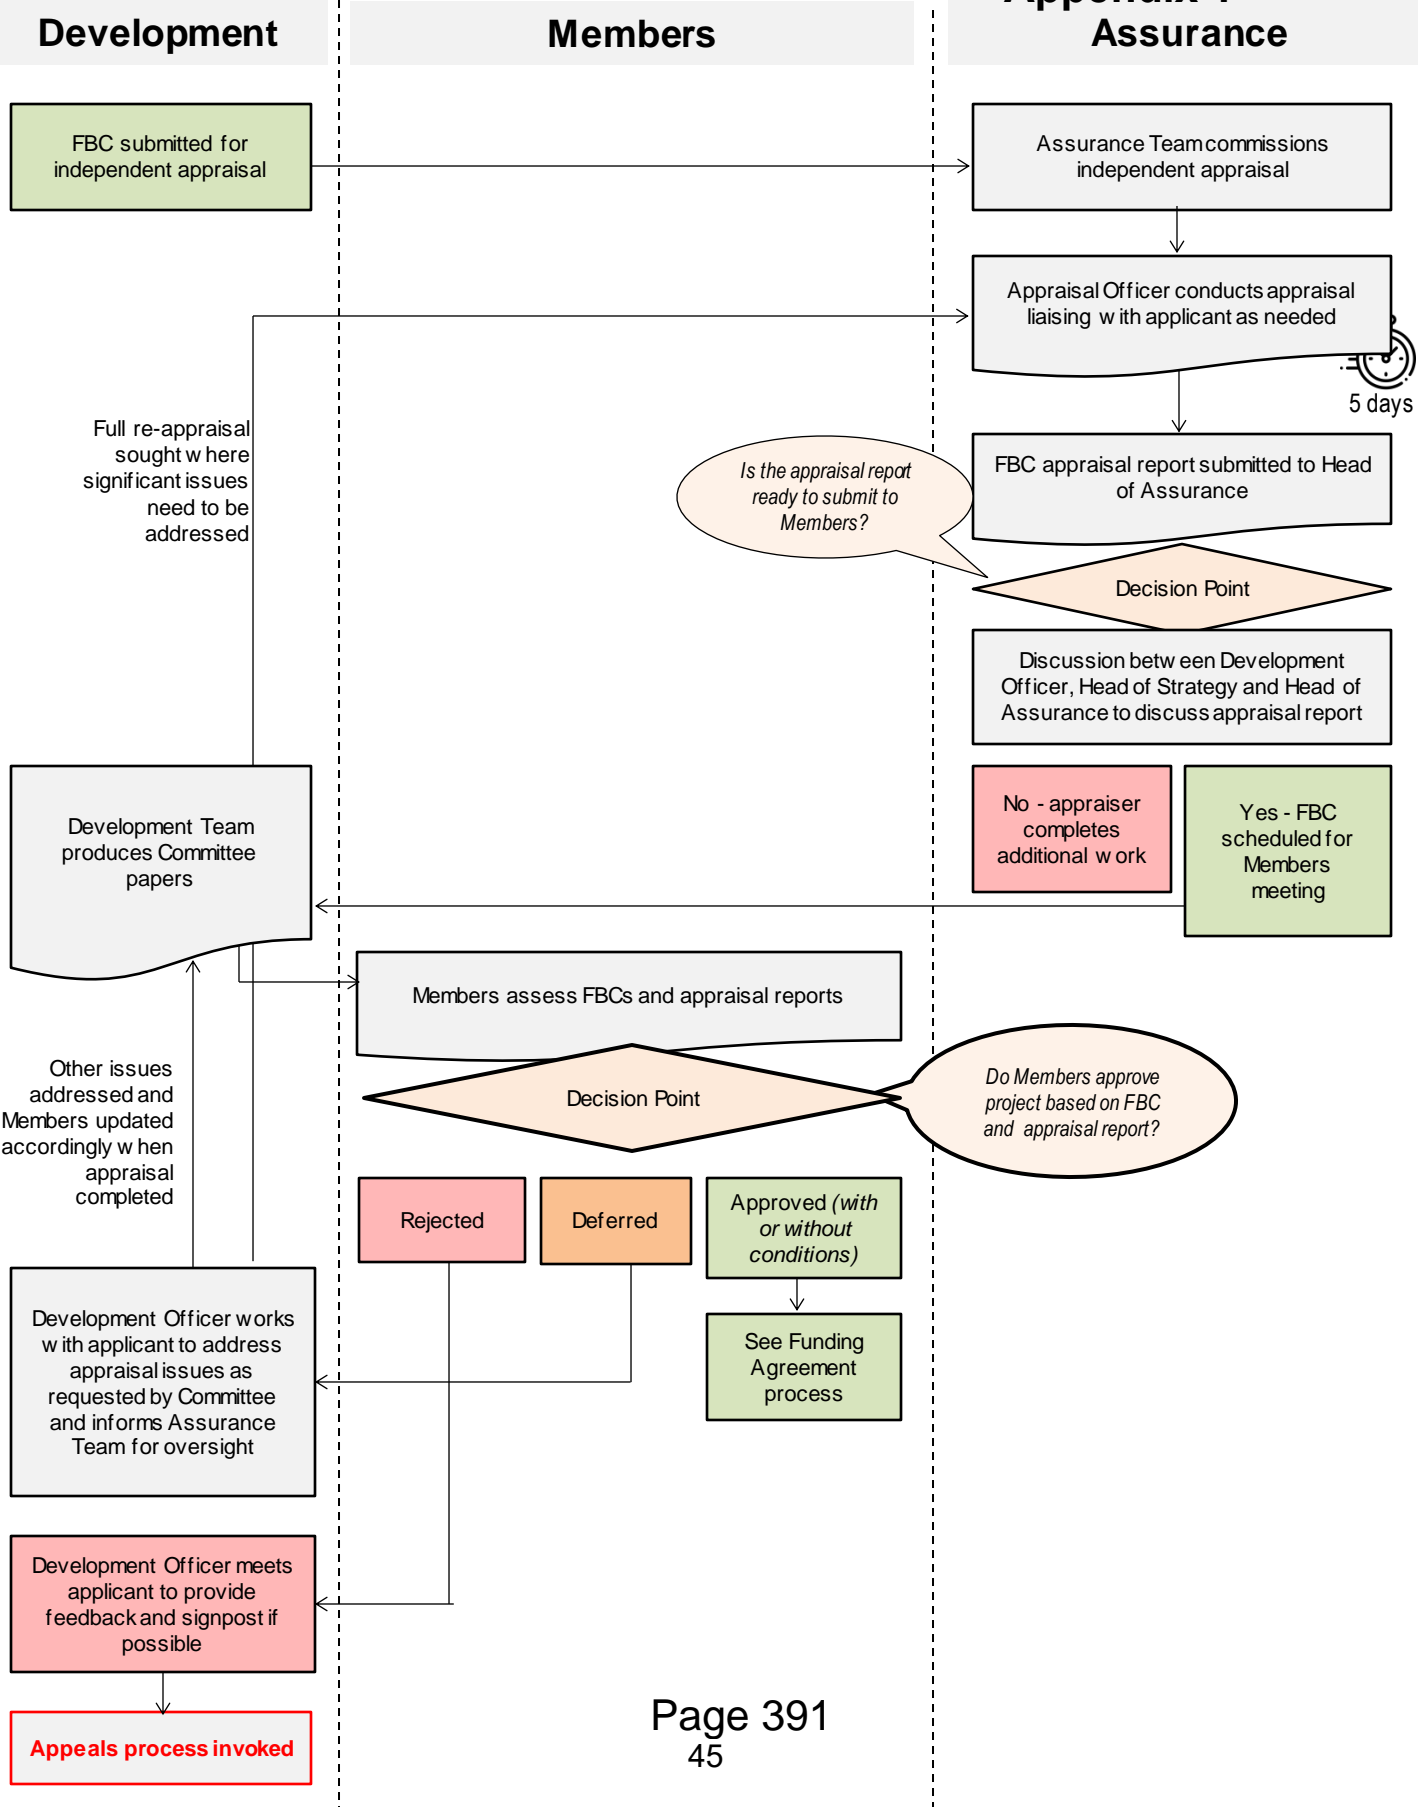 Appendix 1
Development
Members
Assurance
FBC submitted for
independent appraisal
Assurance Team commissions
independent appraisal
Appraisal Officer conducts appraisal
liaising with applicant as needed
5 days
Full re-appraisal
sought where
significant issues
need to be
addressed
Is the appraisal report
ready to submit to
Members?
FBC appraisal report submitted to Head
of Assurance
Decision Point
Discussion between Development
Officer, Head of Strategy and Head of
Assurance to discuss appraisal report
No - appraiser
completes
additional work
Yes - FBC
scheduled for
Members
meeting
Development Team
produces Committee
papers
Members assess FBCs and appraisal reports
Decision Point
Do Members approve
project based on FBC
and appraisal report?
Other issues
addressed and
Members updated
accordingly when
appraisal
completed
Rejected
Deferred
Approved (with
or without
conditions)
See Funding
Agreement
process
Development Officer works
with applicant to address
appraisal issues as
requested by Committee
and informs Assurance
Team for oversight
Development Officer meets
applicant to provide
feedback and signpost if
possible
Appeals process invoked
Page 391
45